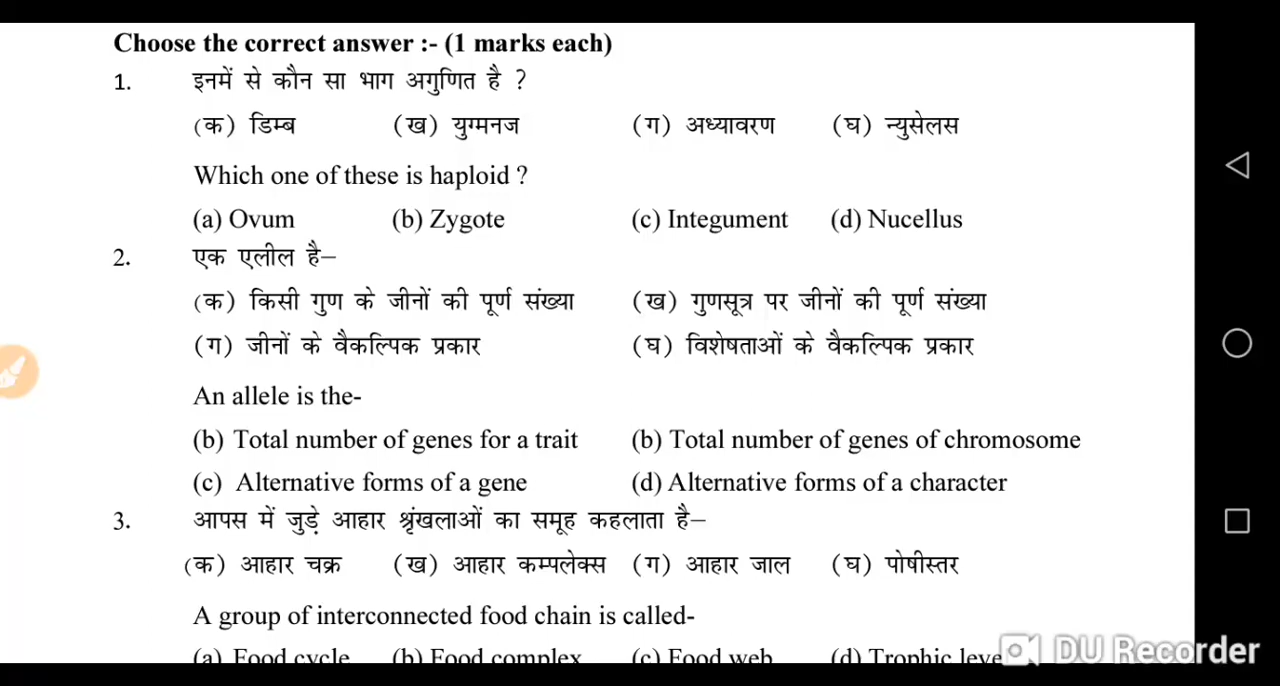 Choose the correct answer :- (1 marks each)
1. इनमें से कौन सा भाग अगुणित है ?
(क) डिम्ब (ख) युग्मनज (ग) अध्यावरण (घ) न्युसेलस
Which one of these is haploid ?
(a) Ovum (b) Zygote (c) Integument (d) Nucellus
2. एक एलील है–
(क) किसी गुण के जीनों की पूर्ण संख्या (ख) गुणसूत्र पर जीनों की पूर्ण संख्या
(ग) जीनों के वैकल्पिक प्रकार (घ) विशेषताओं के वैकल्पिक प्रकार
An allele is the-
(b) Total number of genes for a trait (b) Total number of genes of chromosome
(c) Alternative forms of a gene (d) Alternative forms of a character
3. आपस में जुड़े आहार श्रृंखलाओं का समूह कहलाता है–
(क) आहार चक्र (ख) आहार कम्पलेक्स (ग) आहार जाल (घ) पोषीस्तर
A group of interconnected food chain is called-
(a) Food cycle (b) Food complex (c) Food web (d) Trophic leve
DU Recorder